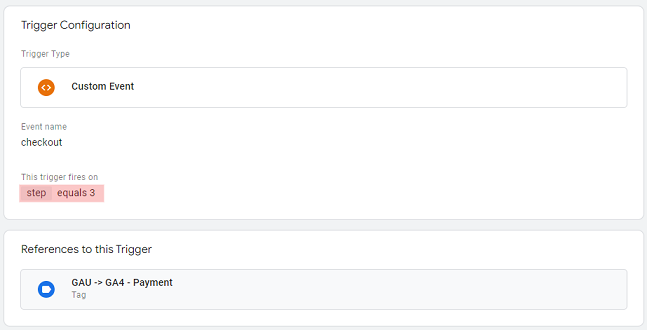 Trigger Configuration
Trigger Type
Custom Event
Event name
checkout
This trigger fires on
step equals 3
References to this Trigger
GAU -> GA4 - Payment
Tag